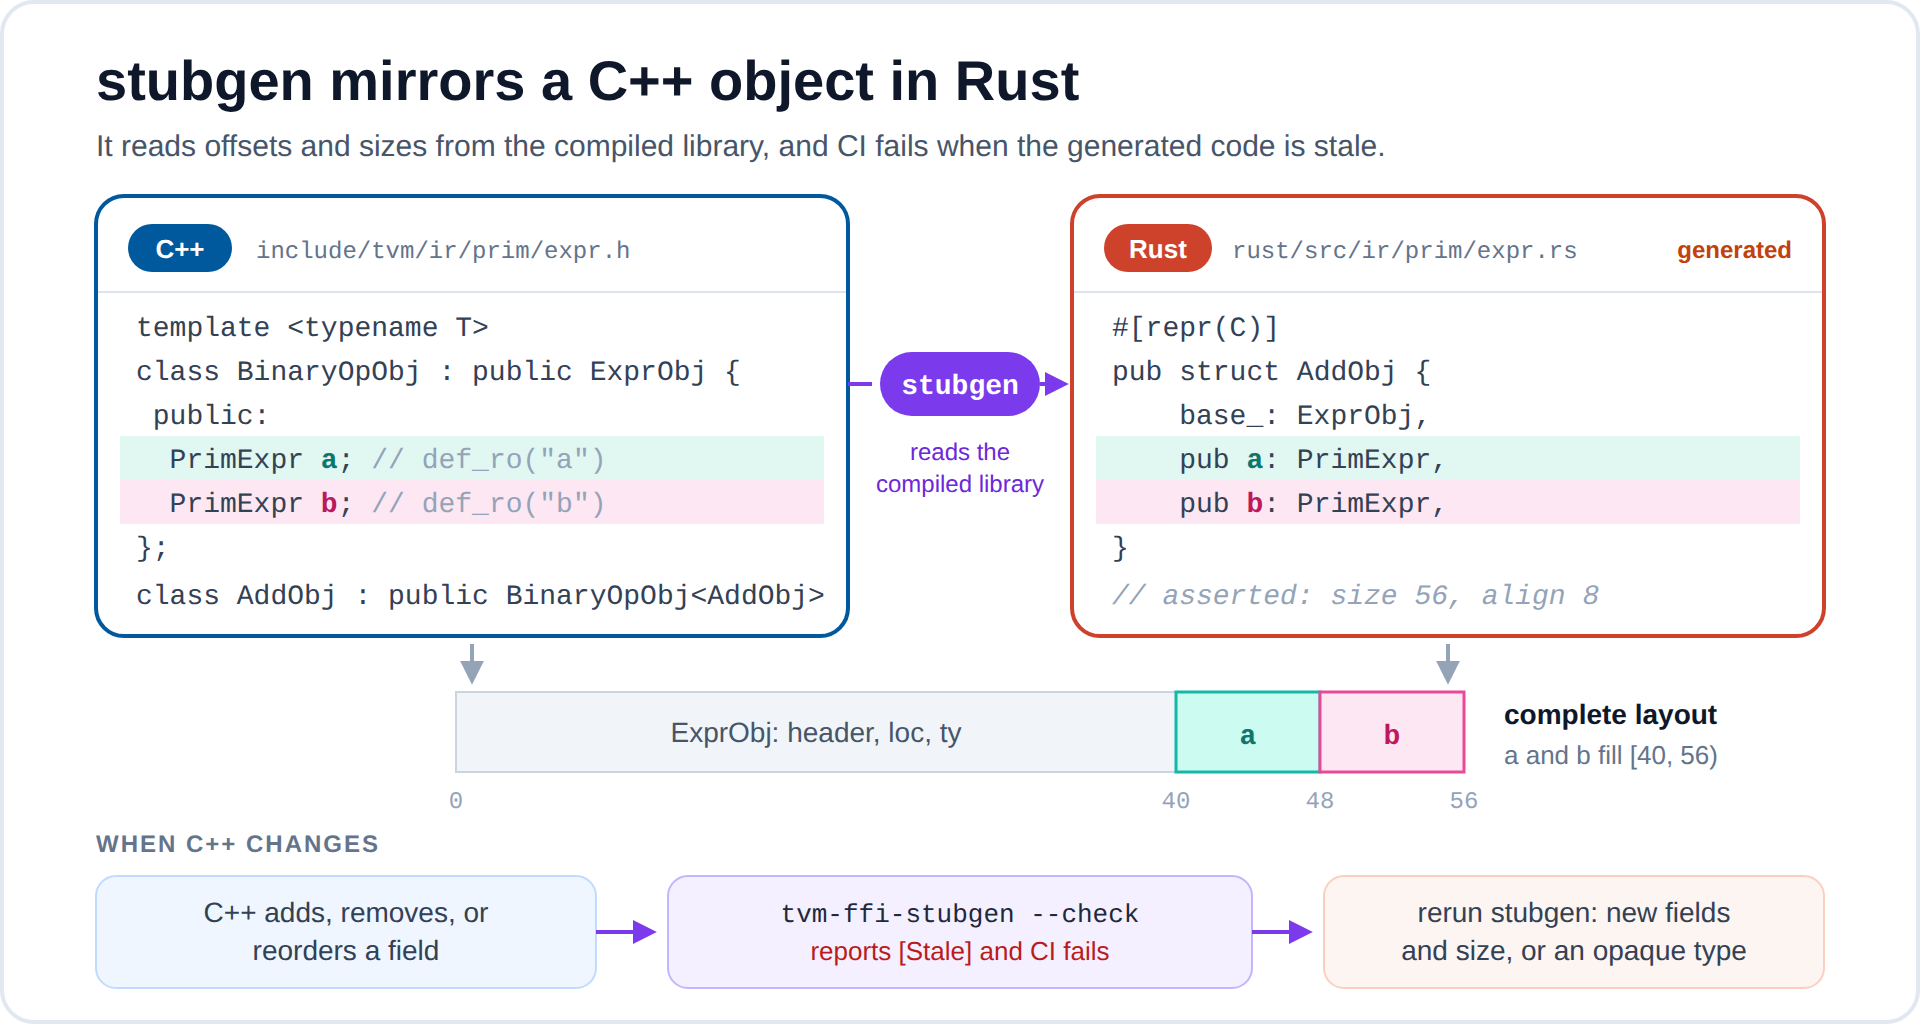 stubgen mirrors a C++ object in Rust
It reads offsets and sizes from the compiled library, and CI fails when the generated code is stale.
C++ include/tvm/ir/prim/expr.h
template <typename T>
class BinaryOpObj : public ExprObj {
 public:
  PrimExpr a; // def_ro("a")
  PrimExpr b; // def_ro("b")
};
class AddObj : public BinaryOpObj<AddObj>
stubgen
reads the
compiled library
Rust rust/src/ir/prim/expr.rs generated
#[repr(C)]
pub struct AddObj {
    base_: ExprObj,
    pub a: PrimExpr,
    pub b: PrimExpr,
}
// asserted: size 56, align 8
ExprObj: header, loc, ty a b
0 40 48 56
complete layout
a and b fill [40, 56)
WHEN C++ CHANGES
C++ adds, removes, or
reorders a field
tvm-ffi-stubgen --check
reports [Stale] and CI fails
rerun stubgen: new fields
and size, or an opaque type